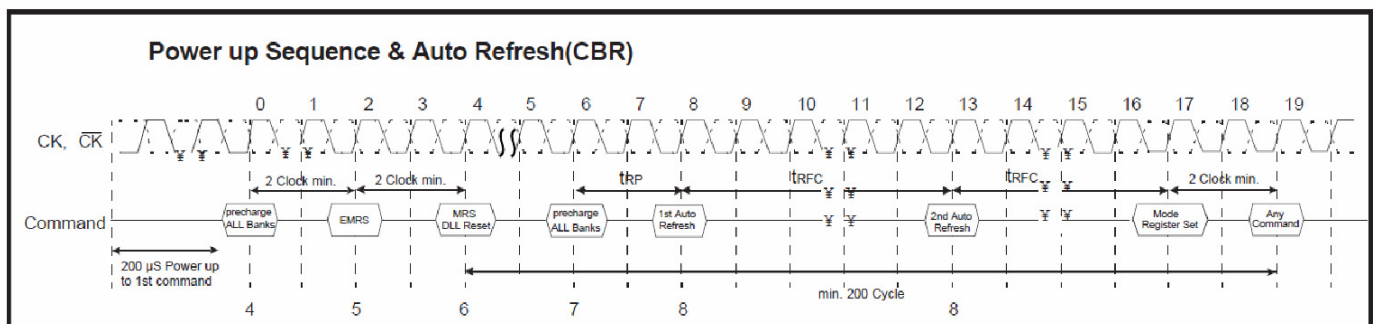 Power up Sequence & Auto Refresh(CBR)
0 1 2 3 4 5 6 7 8 9 10 11 12 13 14 15 16 17 18 19
CK, CK
¥ ¥ ¥ ¥ ¥ ¥ ¥ ¥
2 Clock min. 2 Clock min. tRP tRFC ¥ ¥ tRFC ¥ ¥ 2 Clock min.
Command
precharge
ALL Banks
EMRS
MRS
DLL Reset
precharge
ALL Banks
1st Auto
Refresh
¥ ¥
2nd Auto
Refresh
¥ ¥
Mode
Register Set
Any
Command
200 µS Power up
to 1st command
min. 200 Cycle
4 5 6 7 8 8